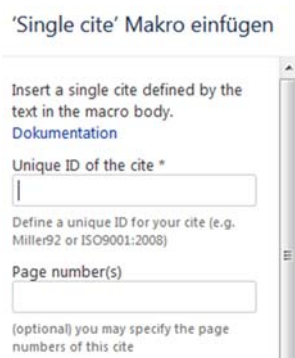 'Single cite' Makro einfügen
Insert a single cite defined by the
text in the macro body.
Dokumentation
Unique ID of the cite *
Define a unique ID for your cite (e.g.
Miller92 or ISO9001:2008)
Page number(s)
(optional) you may specify the page
numbers of this cite